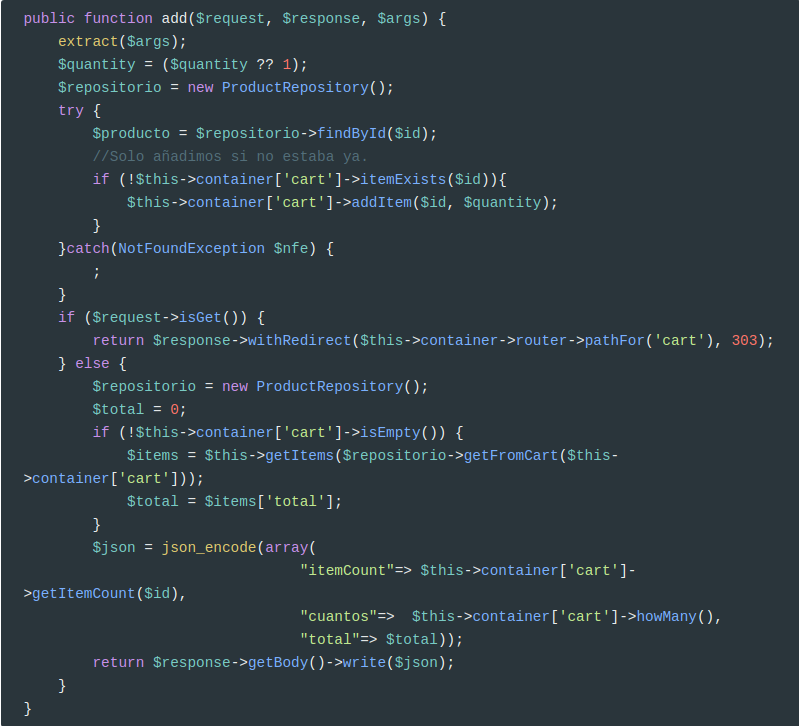 public function add($request, $response, $args) {
    extract($args);
    $quantity = ($quantity ?? 1);
    $repositorio = new ProductRepository();
    try {
        $producto = $repositorio->findById($id);
        //Solo añadimos si no estaba ya.
        if (!$this->container['cart']->itemExists($id)){
            $this->container['cart']->addItem($id, $quantity);
        }
    }catch(NotFoundException $nfe) {
        ;
    }
    if ($request->isGet()) {
        return $response->withRedirect($this->container->router->pathFor('cart'), 303);
    } else {
        $repositorio = new ProductRepository();
        $total = 0;
        if (!$this->container['cart']->isEmpty()) {
            $items = $this->getItems($repositorio->getFromCart($this-
>container['cart']));
            $total = $items['total'];
        }
        $json = json_encode(array(
                                "itemCount"=> $this->container['cart']-
>getItemCount($id),
                                "cuantos"=>  $this->container['cart']->howMany(),
                                "total"=> $total));
        return $response->getBody()->write($json);
    }
}